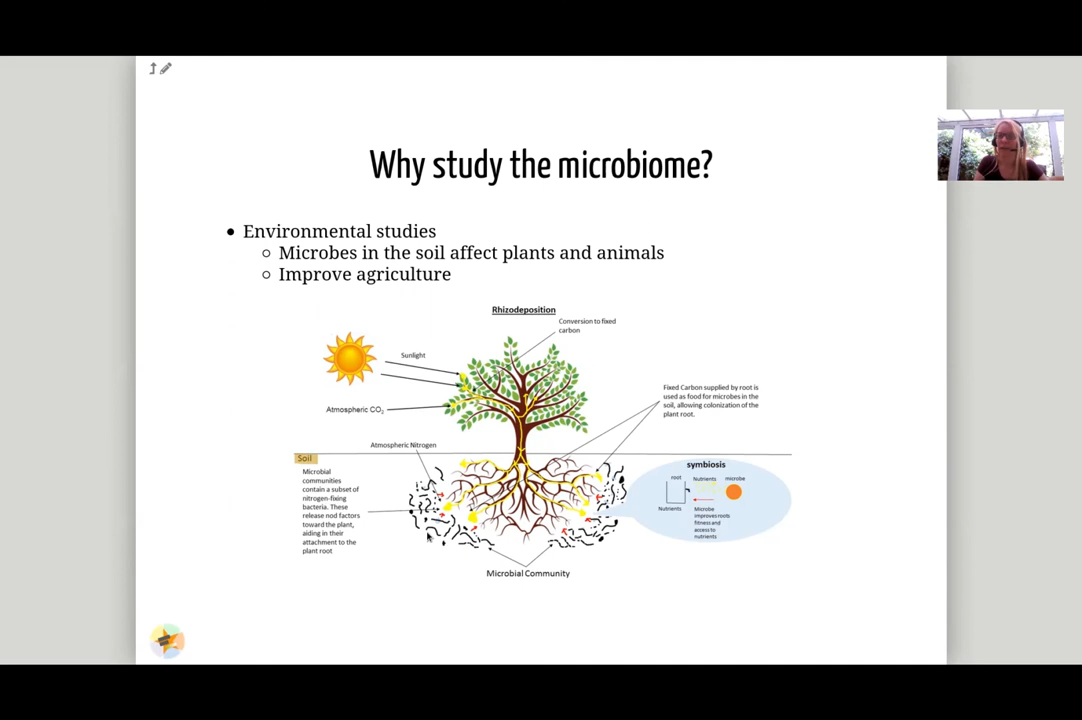 Why study the microbiome?
Environmental studies
Microbes in the soil affect plants and animals
Improve agriculture
Rhizodeposition
Conversion to fixed
carbon
Sunlight
Atmospheric CO2
Fixed Carbon supplied by root is
used as food for microbes in the
soil, allowing colonization of the
plant root.
Atmospheric Nitrogen
Soil
Microbial
communities
contain a subset of
nitrogen-fixing
bacteria. These
release nod factors
toward the plant,
aiding in their
attachment to the
plant root
symbiosis
root
Nutrients
microbe
Nutrients
Microbe
improves roots
fitness and
access to
nutrients
Microbial Community